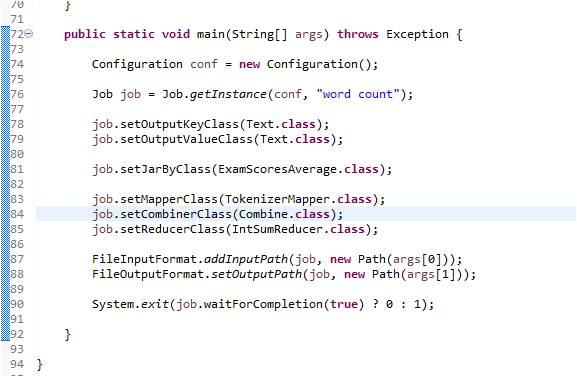 70 }
71
72 public static void main(String[] args) throws Exception {
73
74 Configuration conf = new Configuration();
75
76 Job job = Job.getInstance(conf, "word count");
77
78 job.setOutputKeyClass(Text.class);
79 job.setOutputValueClass(Text.class);
80
81 job.setJarByClass(ExamScoresAverage.class);
82
83 job.setMapperClass(TokenizerMapper.class);
84 job.setCombinerClass(Combine.class);
85 job.setReducerClass(IntSumReducer.class);
86
87 FileInputFormat.addInputPath(job, new Path(args[0]));
88 FileOutputFormat.setOutputPath(job, new Path(args[1]));
89
90 System.exit(job.waitForCompletion(true) ? 0 : 1);
91
92 }
93
94 }